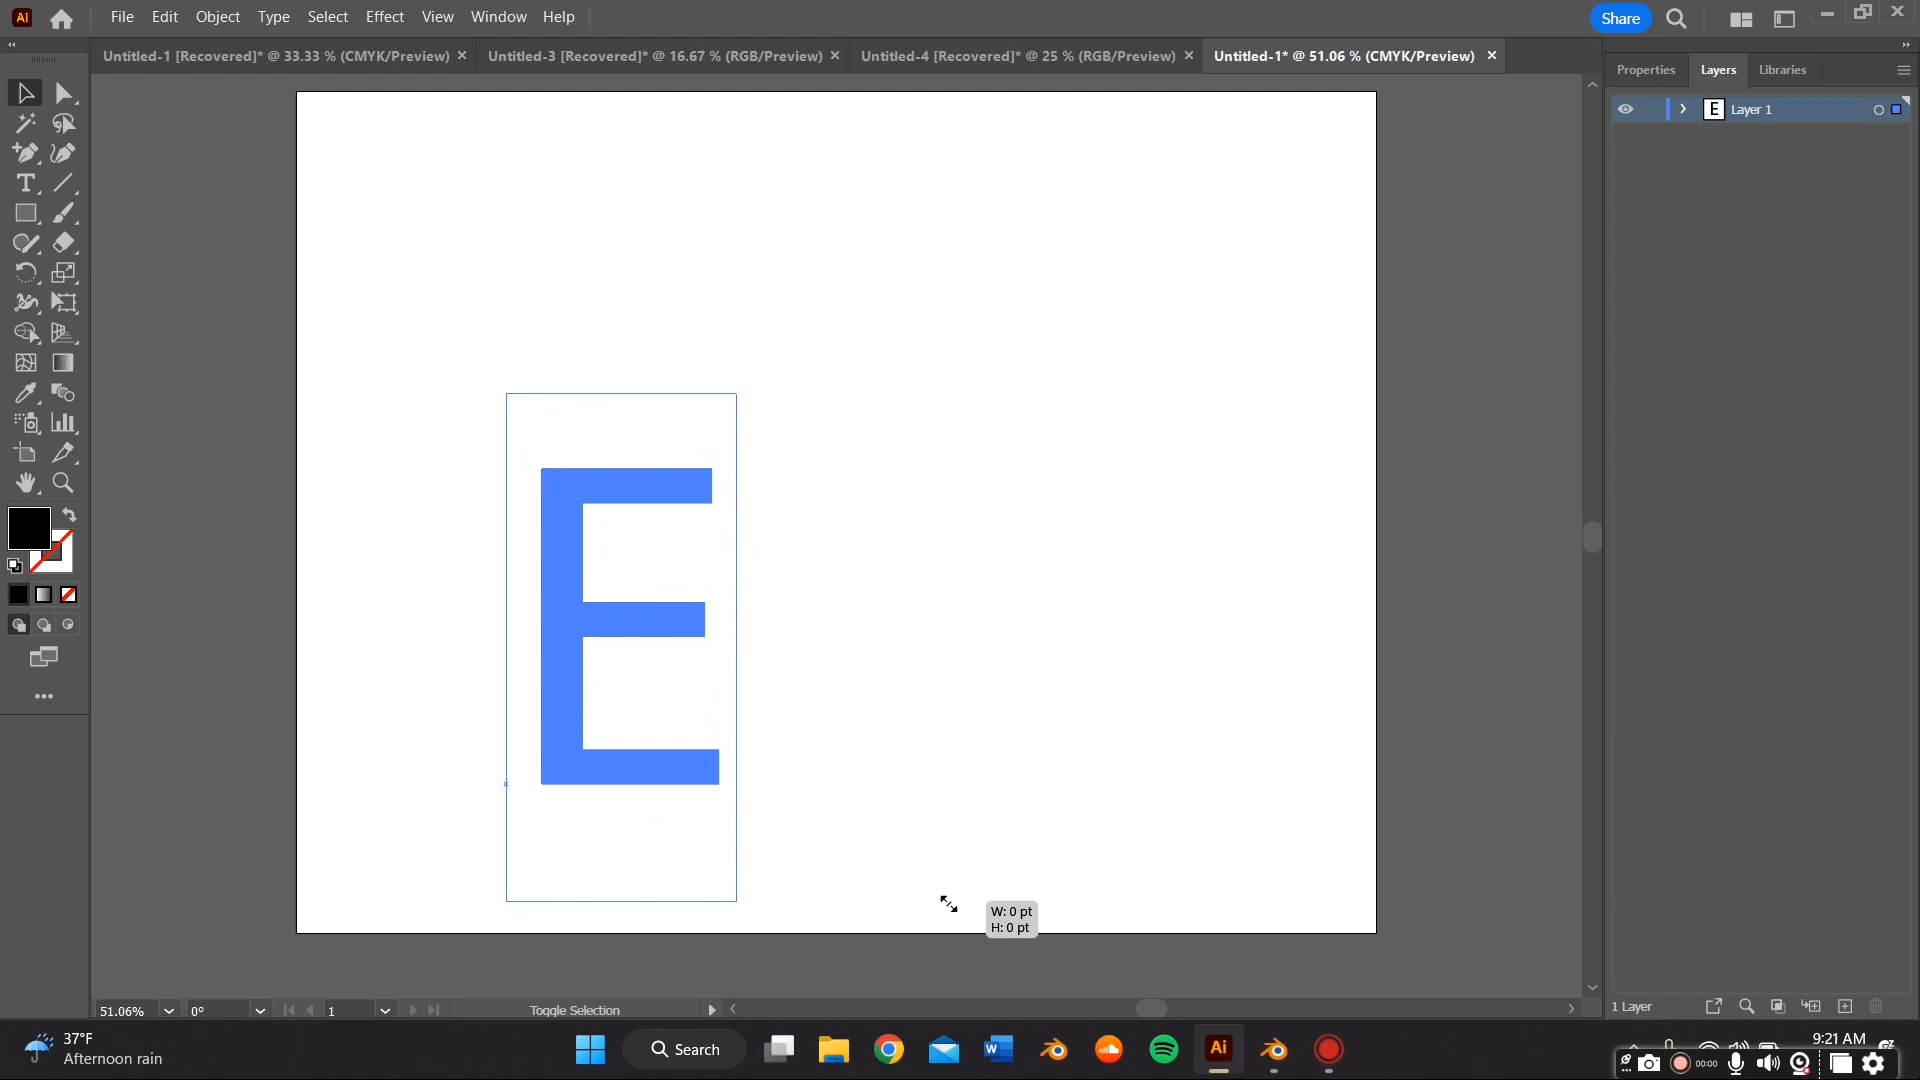 Ai File Edit Object Type Select Effect View Window Help Share
Untitled-1 [Recovered]* @ 33.33 % (CMYK/Preview) Untitled-3 [Recovered]* @ 16.67 % (RGB/Preview) Untitled-4 [Recovered]* @ 25 % (RGB/Preview) Untitled-1* @ 51.06 % (CMYK/Preview)
Properties Layers Libraries
E Layer 1
E
W: 0 pt
H: 0 pt
51.06% 0° 1 Toggle Selection
1 Layer
37°F
Afternoon rain
Search
Ai
9:21 AM
00:00